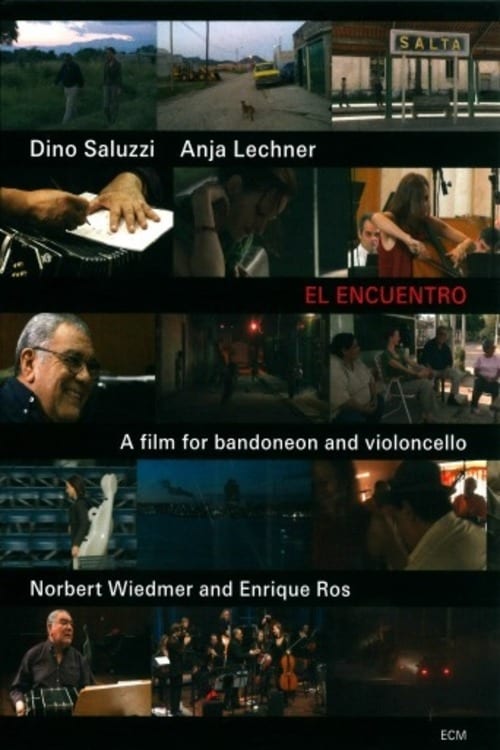 SALTA
Dino Saluzzi Anja Lechner
EL ENCUENTRO
A film for bandoneon and violoncello
Norbert Wiedmer and Enrique Ros
ECM